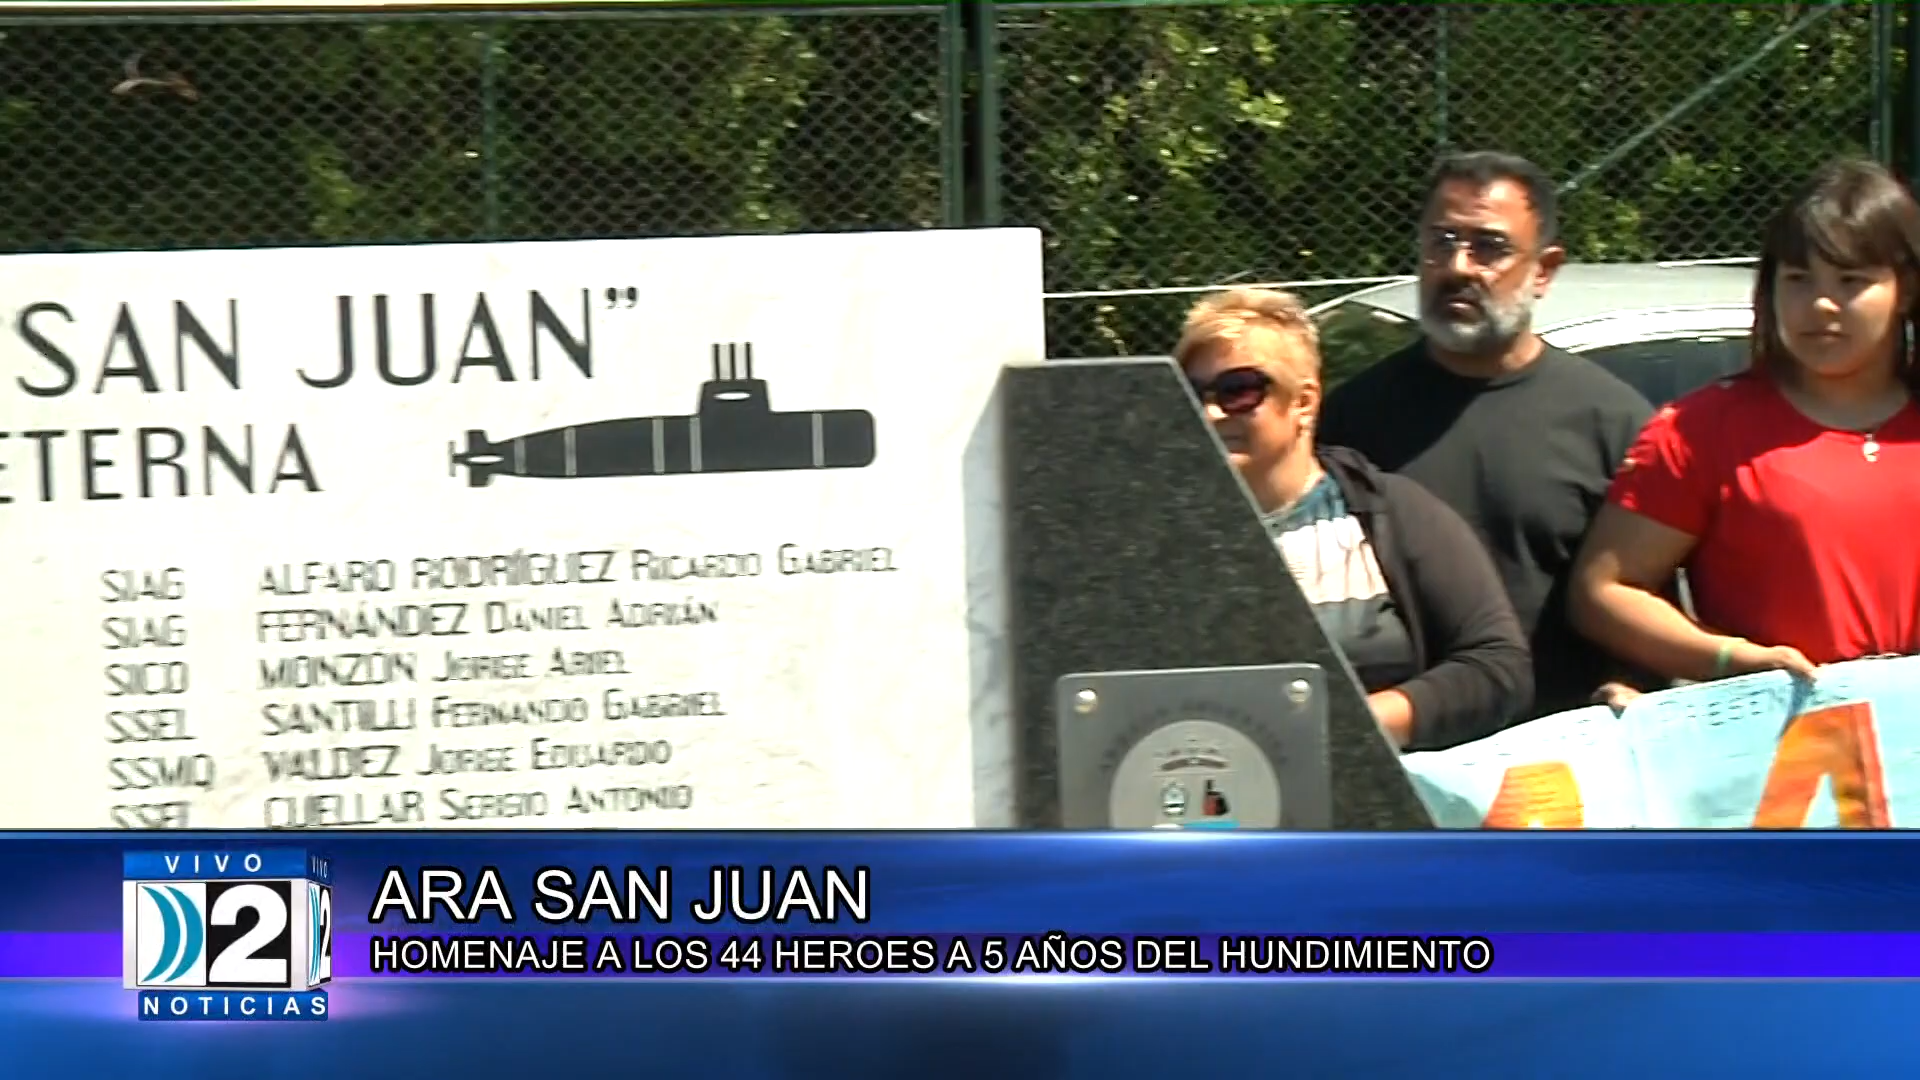 "SAN JUAN"
ETERNA
SIAG ALFARO RODRÍGUEZ RICARDO GABRIEL
SIAG FERNÁNDEZ DANIEL ADRIÁN
SICO MONZÓN JORGE ARIEL
SSEL SANTILLI FERNANDO GABRIEL
SSMQ VALDEZ JORGE EDUARDO
SSEL CUELLAR SERGIO ANTONIO
A
VIVO
2
NOTICIAS
ARA SAN JUAN
HOMENAJE A LOS 44 HEROES A 5 AÑOS DEL HUNDIMIENTO